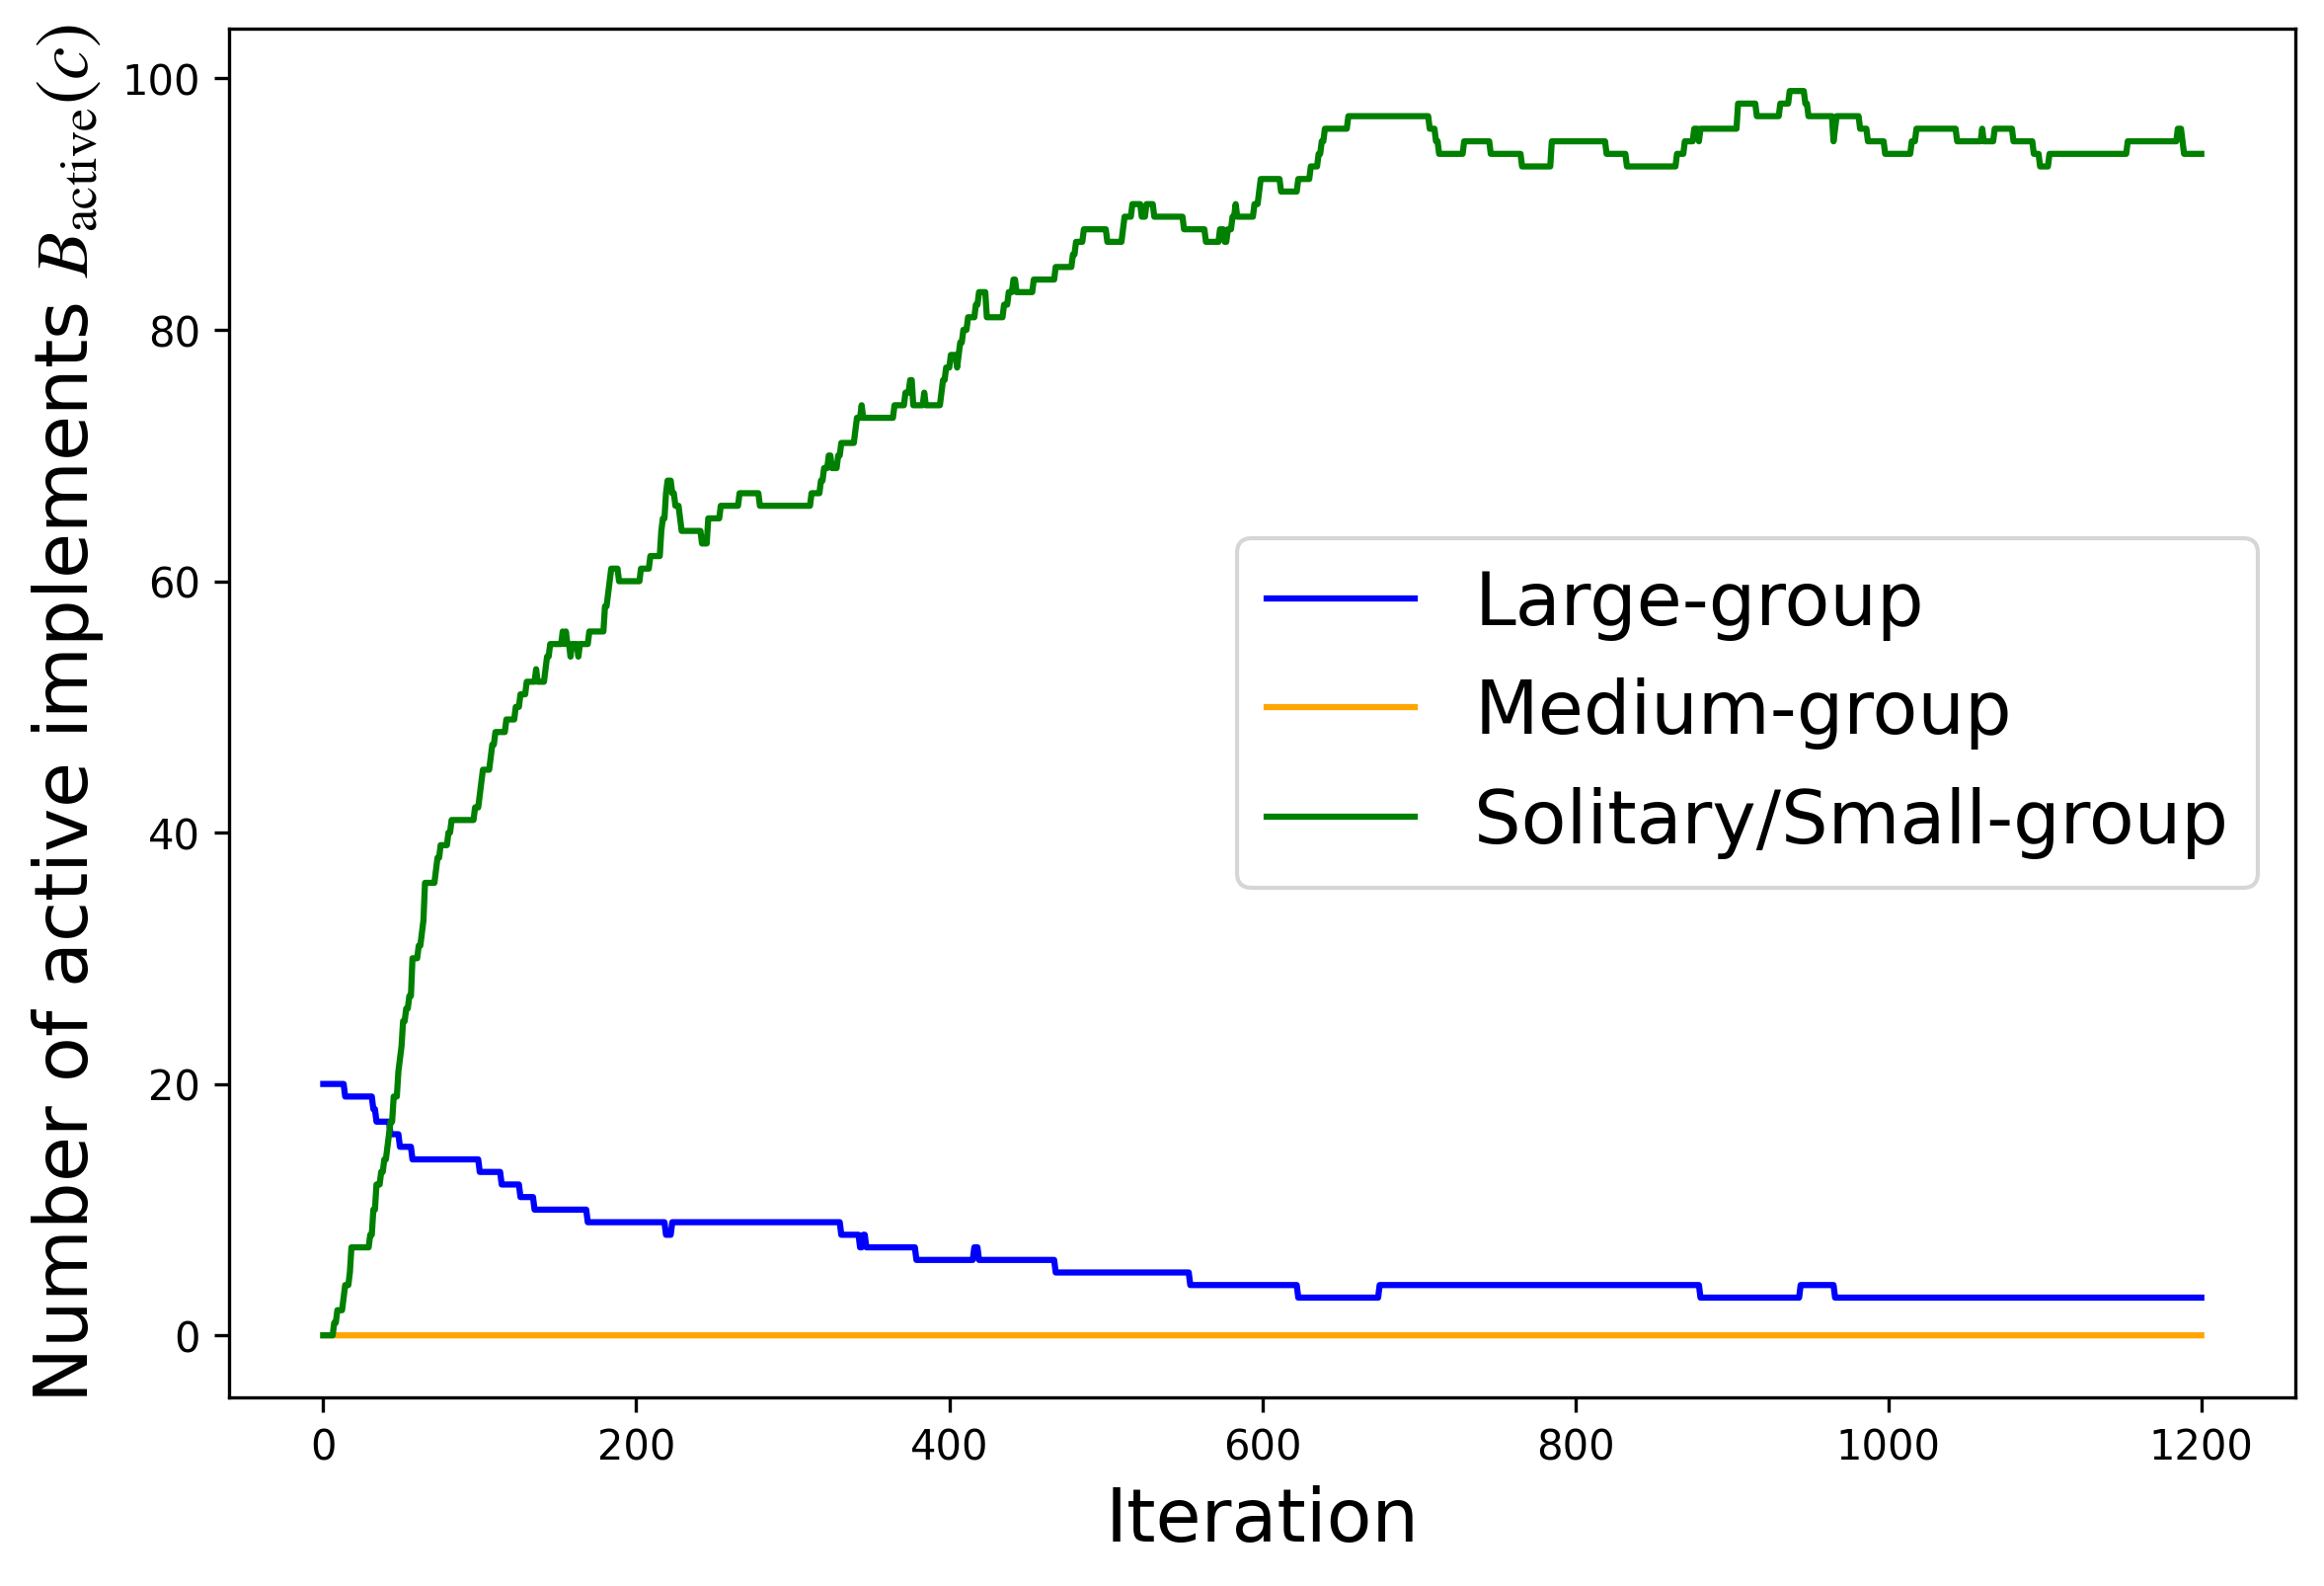 Number of active implements B_active(c)
100
80
60
40
20
0
Large-group
Medium-group
Solitary/Small-group
0 200 400 600 800 1000 1200
Iteration